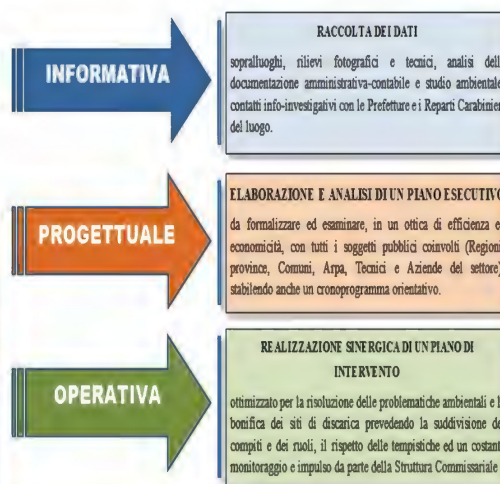 INFORMATIVA
RACCOLTA DEI DATI
sopralluoghi, rilievi fotografici e tecnici, analisi dell
documentazione amministrativa-contabile e studio ambientale
contatti info-investigativi con le Prefetture e i Reparti Carabinier
del luogo.
PROGETTUALE
ELABORAZIONE E ANALISI DI UN PIANO ESECUTIVO
da formalizzare ed esaminare, in un ottica di efficienza e
economicità, con tutti i soggetti pubblici coinvolti (Regioni
province, Comuni, Arpa, Tecnici e Aziende del settore)
stabilendo anche un cronoprogramma orientativo.
OPERATIVA
REALIZZAZIONE SINERGICA DI UN PIANO DI
INTERVENTO
ottimizzato per la risoluzione delle problematiche ambientali e l
bonifica dei siti di discarica prevedendo la suddivisione de
compiti e dei ruoli, il rispetto delle tempistiche ed un costant
monitoraggio e impulso da parte della Struttura Commissariale